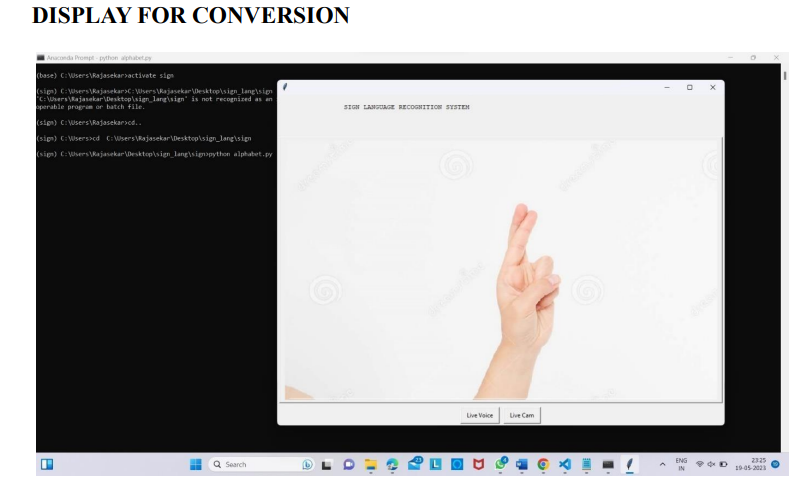 DISPLAY FOR CONVERSION
Anaconda Prompt - python alphabet.py
(base) C:\Users\Rajasekar>activate sign
(sign) C:\Users\Rajasekar>C:\Users\Rajasekar\Desktop\sign_lang\sign
'C:\Users\Rajasekar\Desktop\sign_lang\sign' is not recognized as an
operable program or batch file.
(sign) C:\Users\Rajasekar>cd..
(sign) C:\Users>cd C:\Users\Rajasekar\Desktop\sign_lang\sign
(sign) C:\Users\Rajasekar\Desktop\sign_lang\sign>python alphabet.py
SIGN LANGUAGE RECOGNITION SYSTEM
Live Voice Live Cam
Search
ENG
IN
23:25
19-05-2023